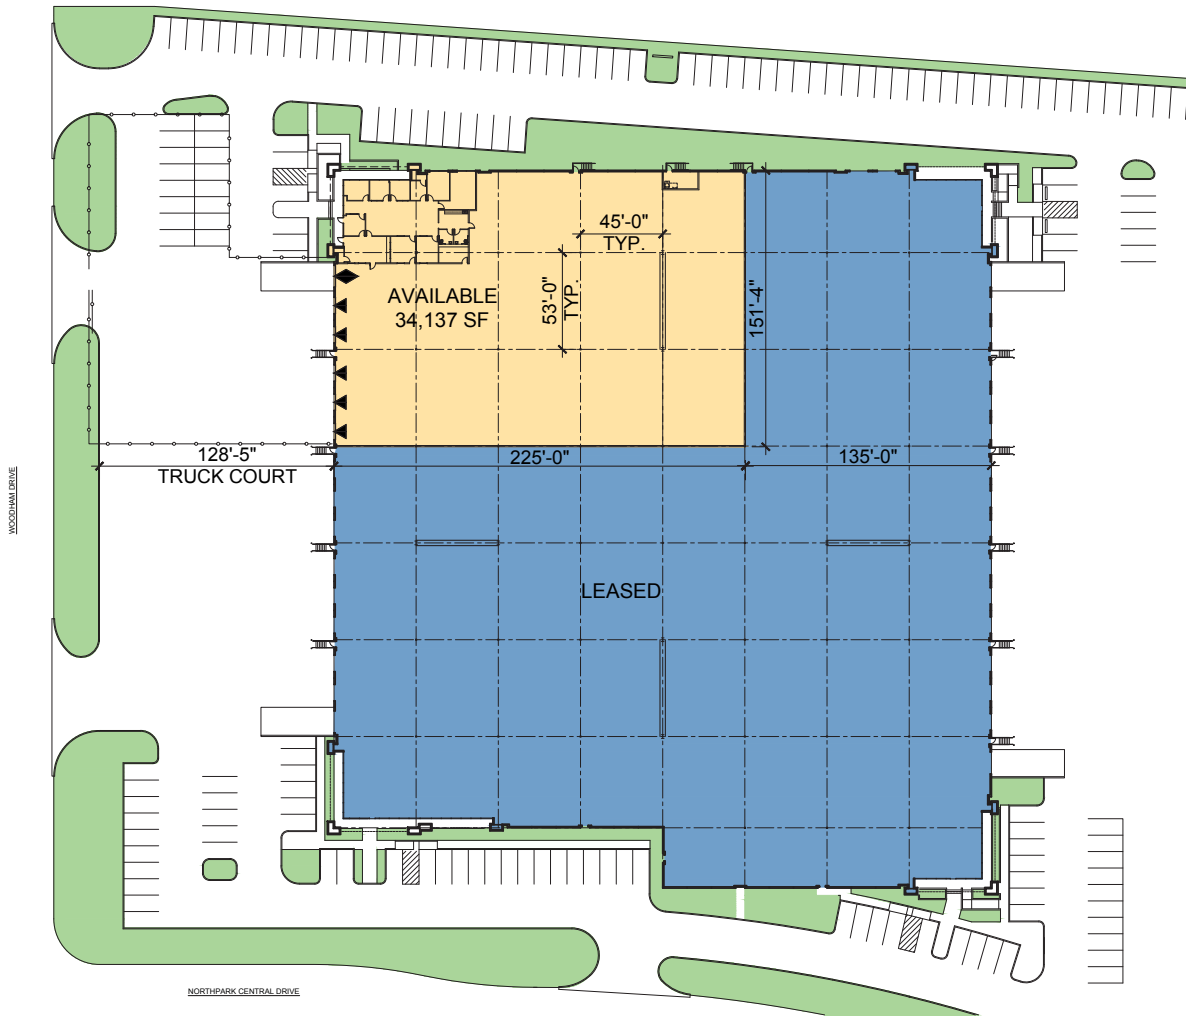 45'-0"
TYP.
AVAILABLE
34,137 SF
53'-0"
TYP.
151'-4"
128'-5"
TRUCK COURT
225'-0"
135'-0"
WOODHAM DRIVE
LEASED
NORTHPARK CENTRAL DRIVE